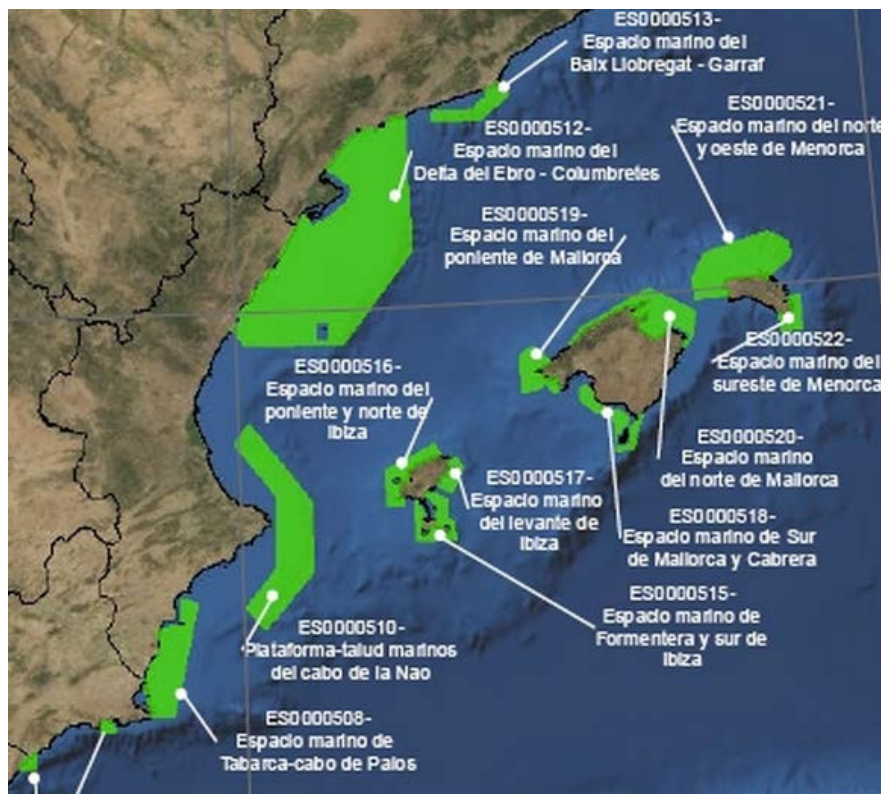 ES0000513-
Espacio marino del
Baix Llobregat - Garraf
ES0000521-
Espacio marino del norte
y oeste de Menorca
ES0000512-
Espacio marino del
Delta del Ebro - Columbretes
ES0000519-
Espacio marino del
poniente de Mallorca
ES0000522-
Espacio marino del
sureste de Menorca
ES0000516-
Espacio marino del
poniente y norte de
Ibiza
ES0000520-
Espacio marino
del norte de Mallorca
ES0000517-
Espacio marino
del levante de
Ibiza
ES0000518-
Espacio marino de Sur
de Mallorca y Cabrera
ES0000515-
Espacio marino de
Formentera y sur de
Ibiza
ES0000510-
Plataforma-talud marinos
del cabo de la Nao
ES0000508-
Espacio marino de
Tabarca-cabo de Palos